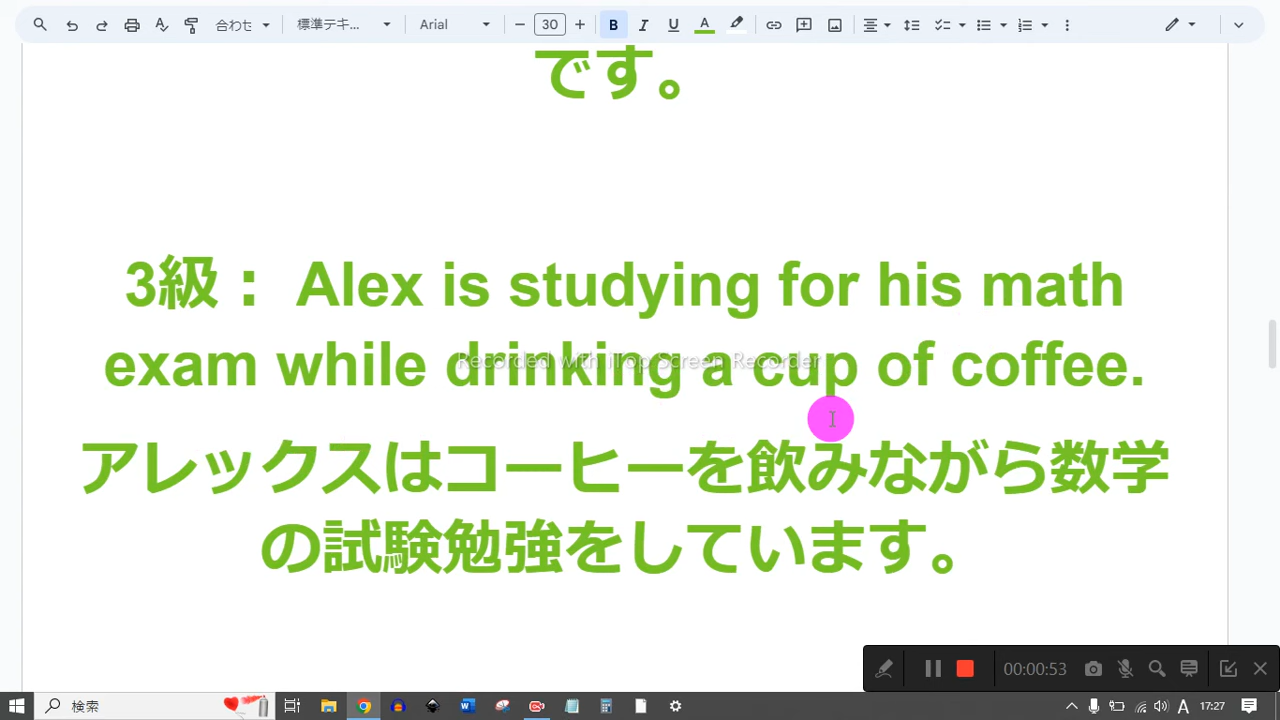 合わせ 標準テキ... Arial 30 B I U A
です。
3級： Alex is studying for his math
exam while drinking a cup of coffee.
Recorded with iTop Screen Recorder
アレックスはコーヒーを飲みながら数学
の試験勉強をしています。
00:00:53
検索 A 17:27